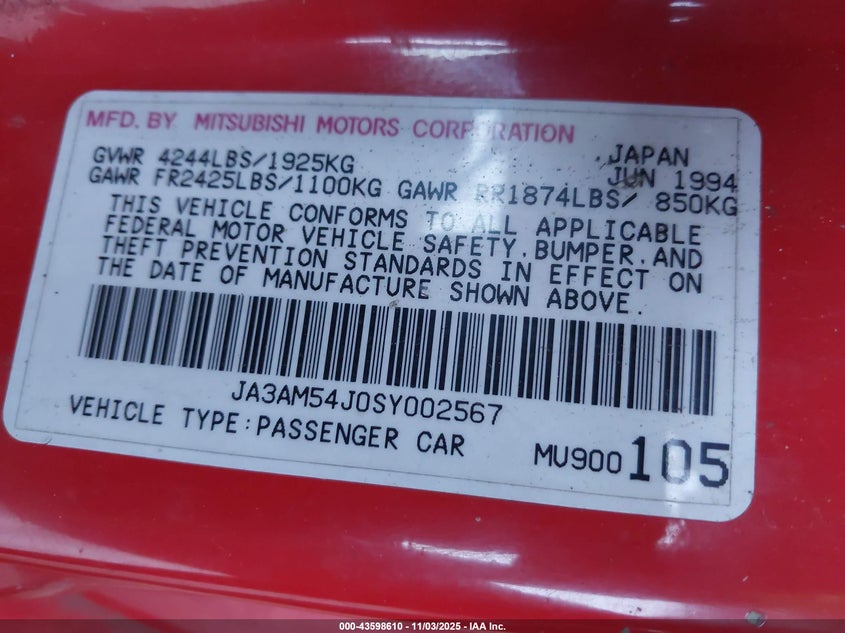 MFD. BY MITSUBISHI MOTORS CORPORATION
GVWR 4244LBS/1925KG JAPAN
JUN 1994
GAWR FR2425LBS/1100KG GAWR RR1874LBS/ 850KG
THIS VEHICLE CONFORMS TO ALL APPLICABLE
FEDERAL MOTOR VEHICLE SAFETY, BUMPER, AND
THEFT PREVENTION STANDARDS IN EFFECT ON
THE DATE OF MANUFACTURE SHOWN ABOVE.
JA3AM54J0SY002567
VEHICLE TYPE:PASSENGER CAR MV900105
000-43598610 - 11/03/2025 - IAA Inc.